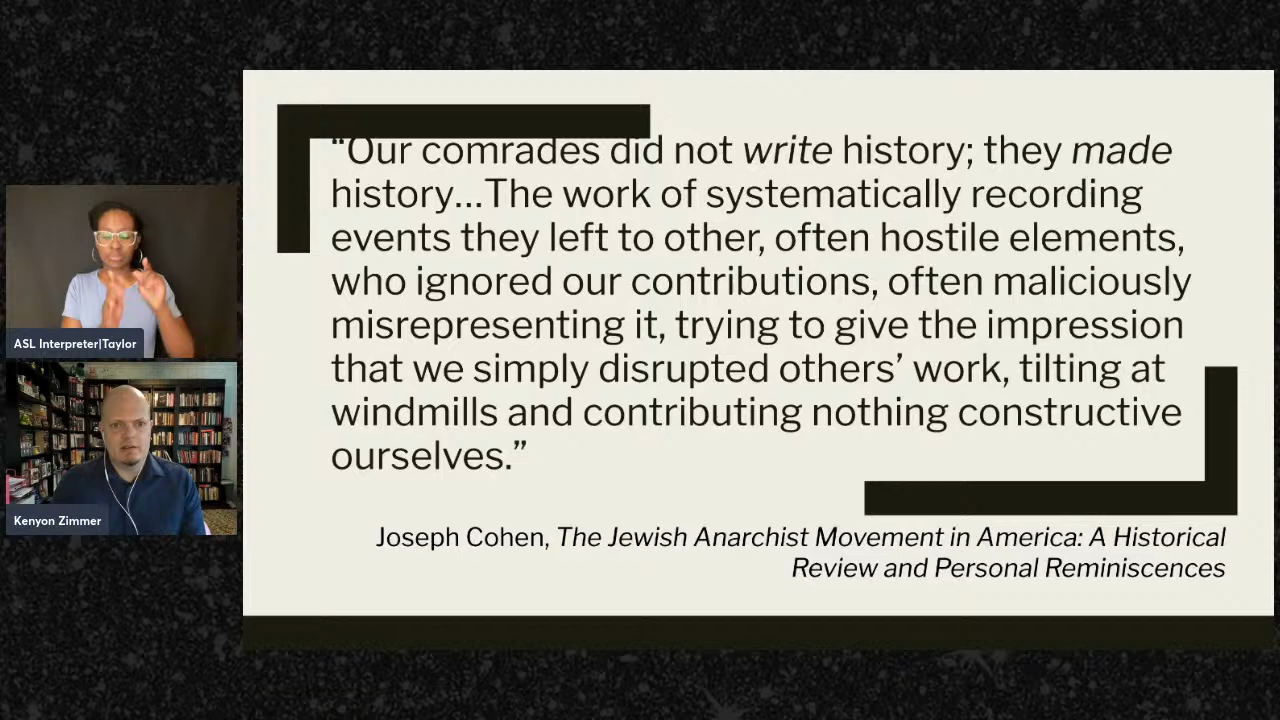 “Our comrades did not write history; they made
history...The work of systematically recording
events they left to other, often hostile elements,
who ignored our contributions, often maliciously
misrepresenting it, trying to give the impression
that we simply disrupted others’ work, tilting at
windmills and contributing nothing constructive
ourselves.”
Joseph Cohen, The Jewish Anarchist Movement in America: A Historical
Review and Personal Reminiscences
ASL Interpreter|Taylor
Kenyon Zimmer